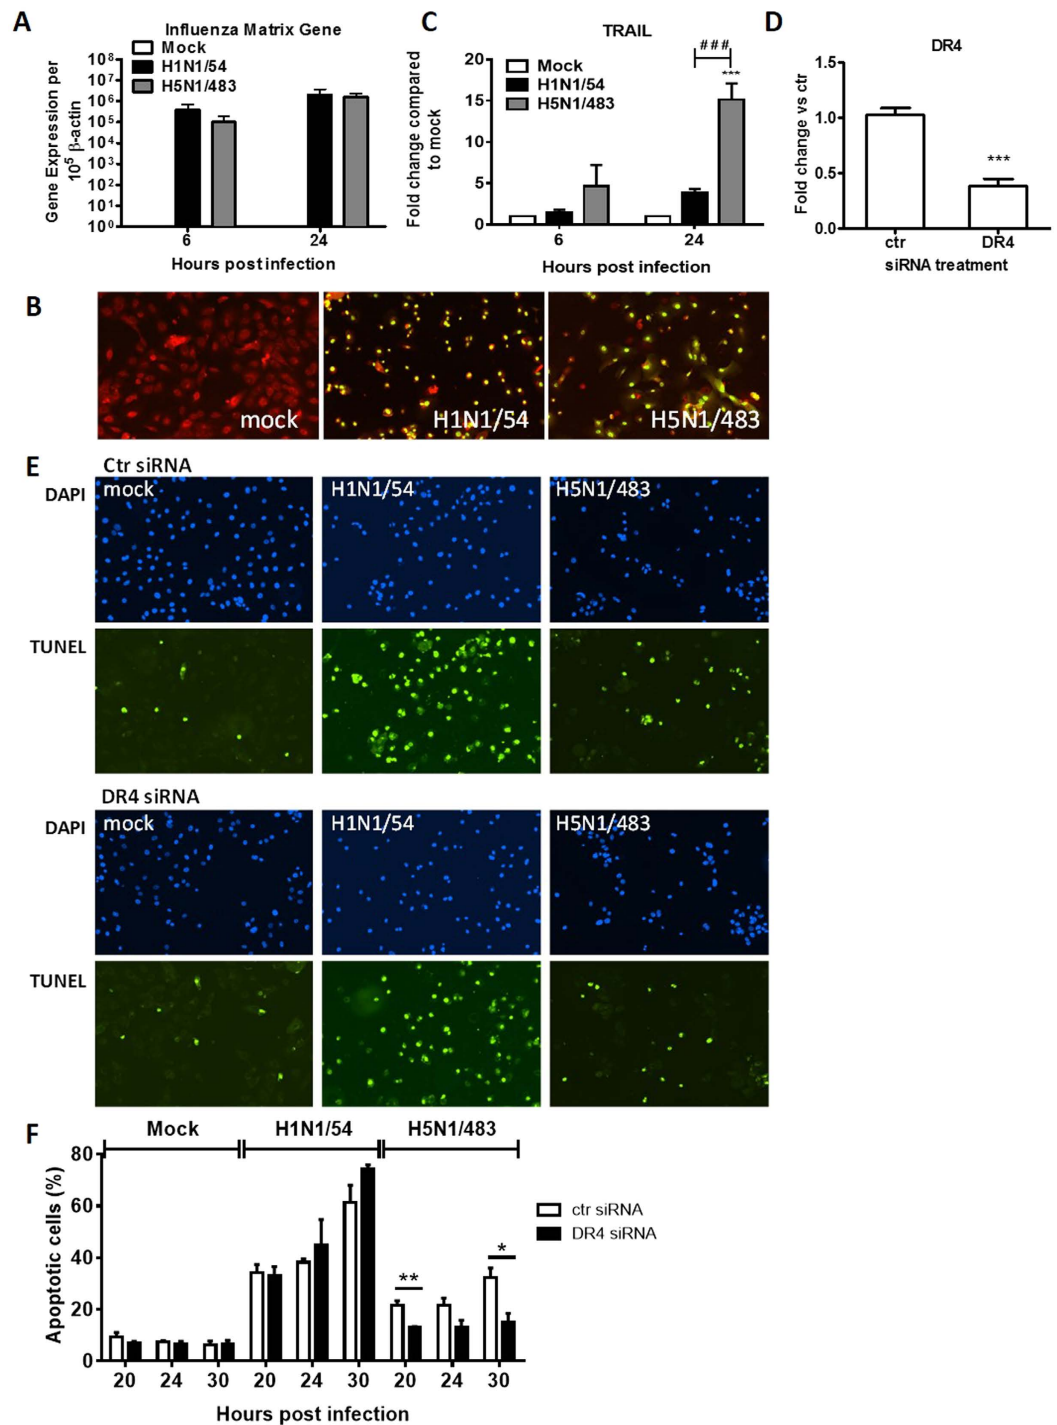 A
Influenza Matrix Gene
Mock
H1N1/54
H5N1/483
Gene Expression per
10⁵ β-actin
10⁸
10⁷
10⁶
10⁵
10⁴
10³
10²
10¹
10⁰
6
24
Hours post infection
C
TRAIL
Mock
H1N1/54
H5N1/483
###
***
Fold change compared
to mock
20
15
10
5
0
6
24
Hours post infection
D
DR4
Fold change vs ctr
1.5
1.0
0.5
0.0
***
ctr
DR4
siRNA treatment
B
mock
H1N1/54
H5N1/483
E
Ctr siRNA
DAPI
mock
H1N1/54
H5N1/483
TUNEL
DR4 siRNA
DAPI
mock
H1N1/54
H5N1/483
TUNEL
F
Mock
H1N1/54
H5N1/483
Apoptotic cells (%)
80
60
40
20
0
**
*
ctr siRNA
DR4 siRNA
20
24
30
20
24
30
20
24
30
Hours post infection